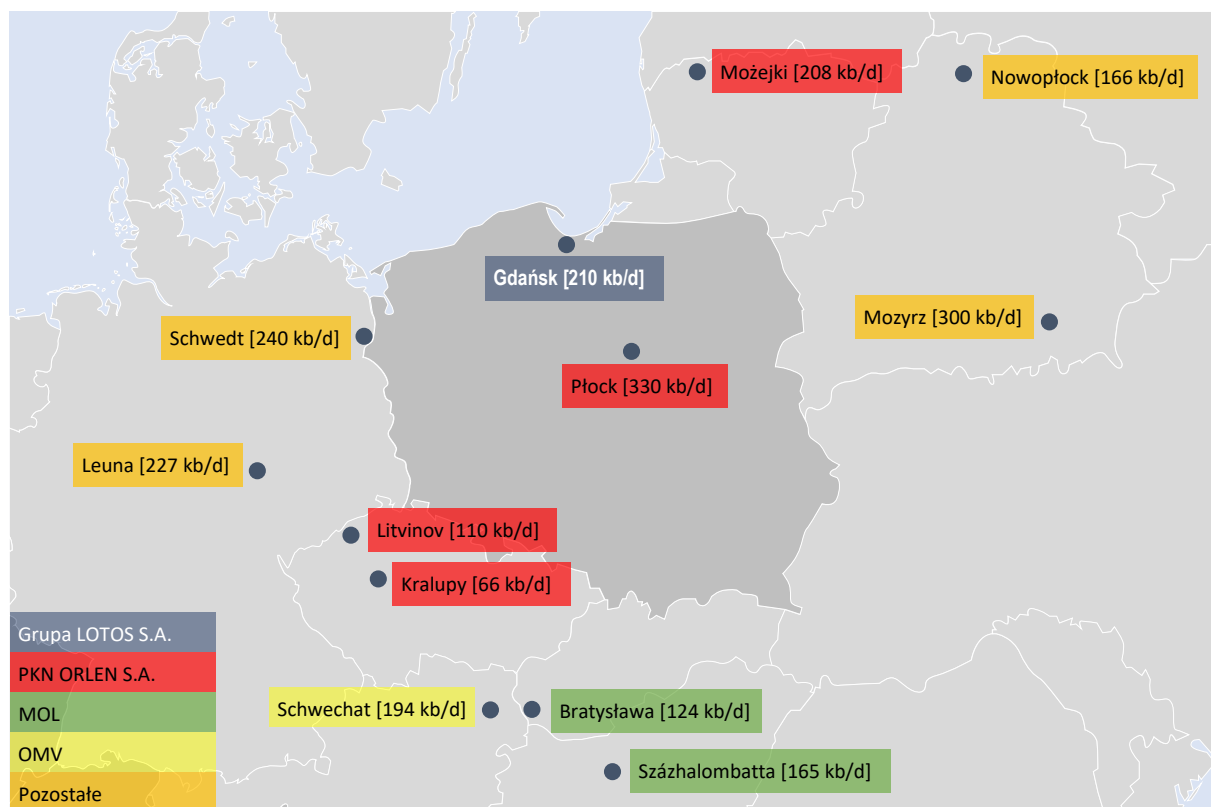 Możejki [208 kb/d]
Nowopłock [166 kb/d]
Gdańsk [210 kb/d]
Schwedt [240 kb/d]
Mozyrz [300 kb/d]
Płock [330 kb/d]
Leuna [227 kb/d]
Litvinov [110 kb/d]
Kralupy [66 kb/d]
Grupa LOTOS S.A.
PKN ORLEN S.A.
MOL
OMV
Pozostałe
Schwechat [194 kb/d]
Bratysława [124 kb/d]
Százhalombatta [165 kb/d]